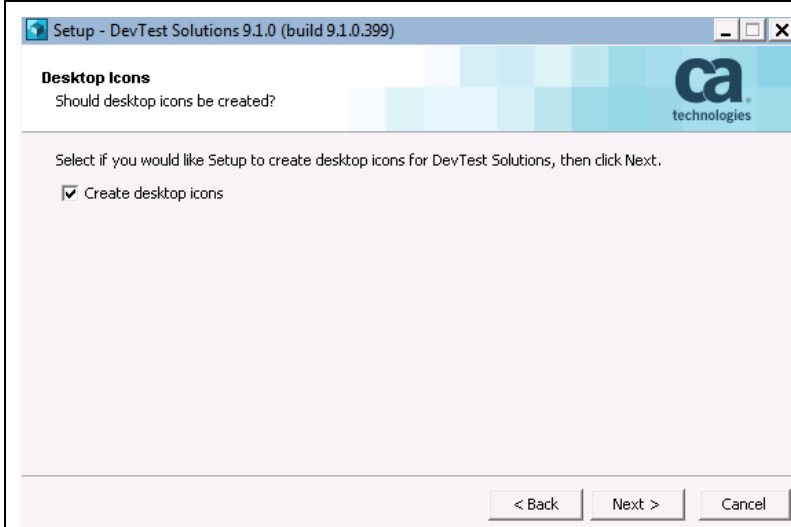 Setup - DevTest Solutions 9.1.0 (build 9.1.0.399)
Desktop Icons
Should desktop icons be created?
ca
technologies
Select if you would like Setup to create desktop icons for DevTest Solutions, then click Next.
Create desktop icons
< Back
Next >
Cancel